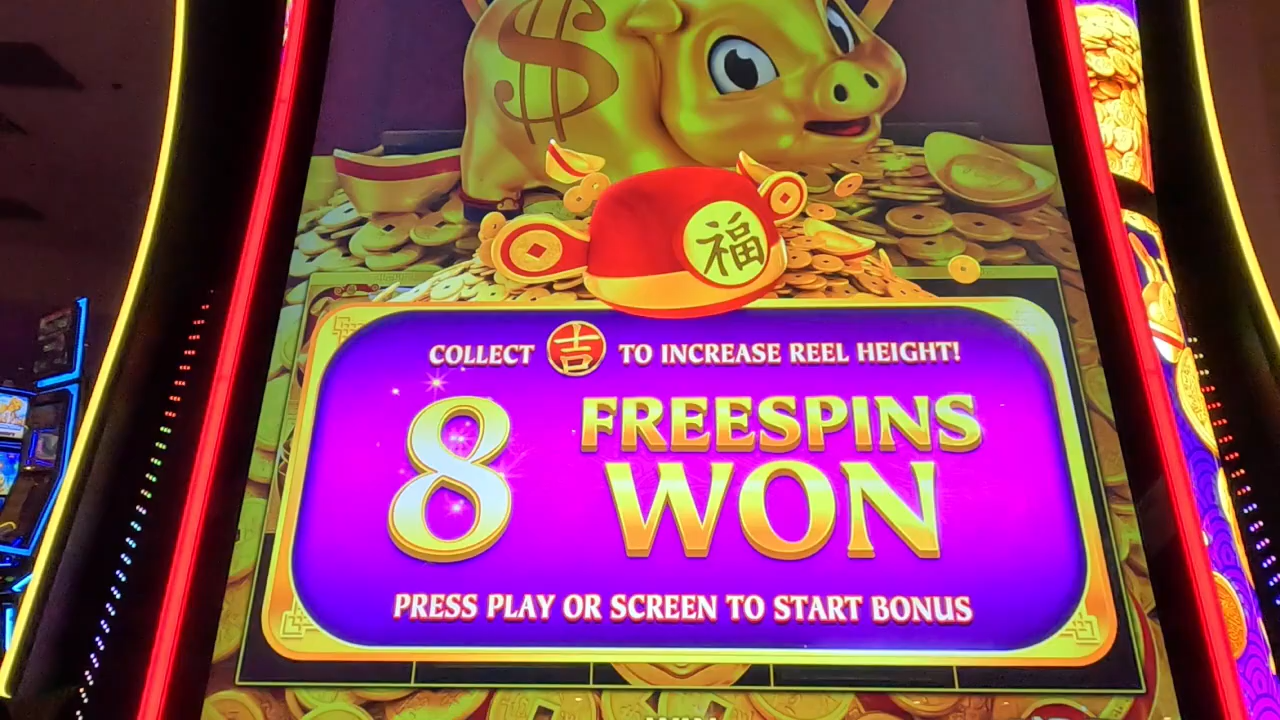 $
福
COLLECT 吉 TO INCREASE REEL HEIGHT!
8 FREESPINS
WON
PRESS PLAY OR SCREEN TO START BONUS